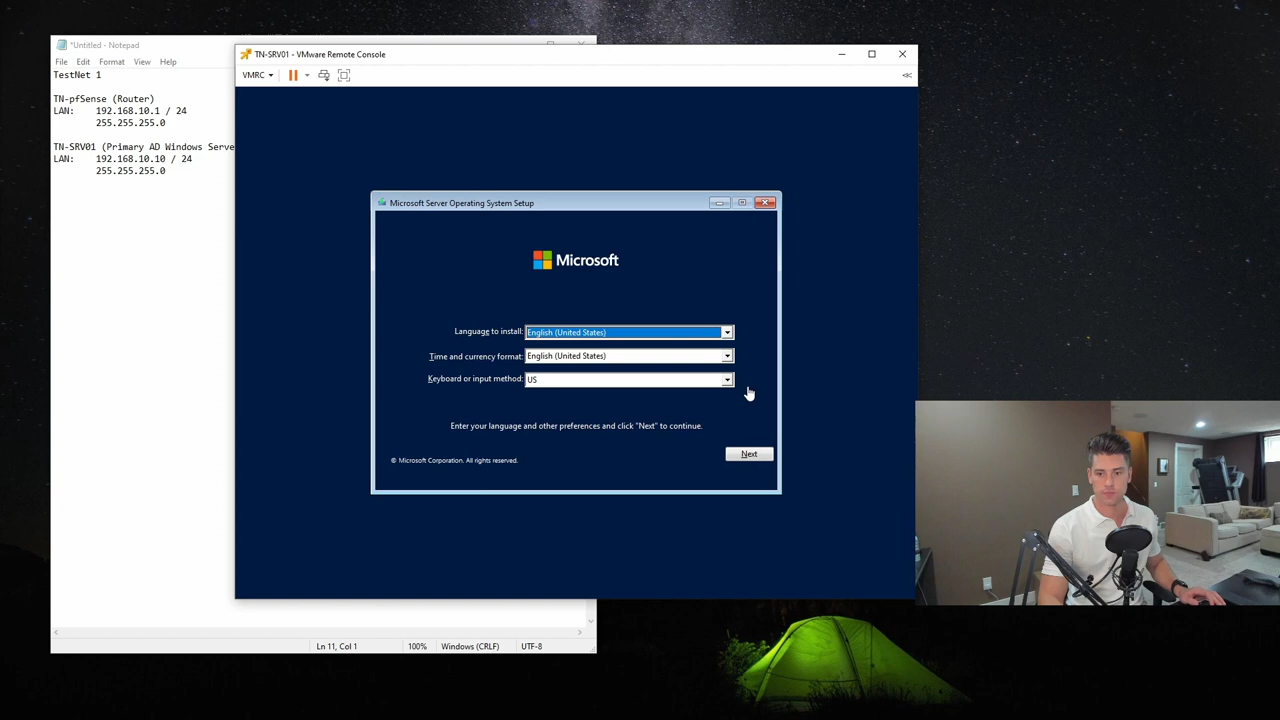 *Untitled - Notepad
File Edit Format View Help
TestNet 1
TN-pfSense (Router)
LAN: 192.168.10.1 / 24
255.255.255.0
TN-SRV01 (Primary AD Windows Serve
LAN: 192.168.10.10 / 24
255.255.255.0
Ln 11, Col 1 100% Windows (CRLF) UTF-8
TN-SRV01 - VMware Remote Console
VMRC
Microsoft Server Operating System Setup
Microsoft
Language to install: English (United States)
Time and currency format: English (United States)
Keyboard or input method: US
Enter your language and other preferences and click "Next" to continue.
© Microsoft Corporation. All rights reserved.
Next